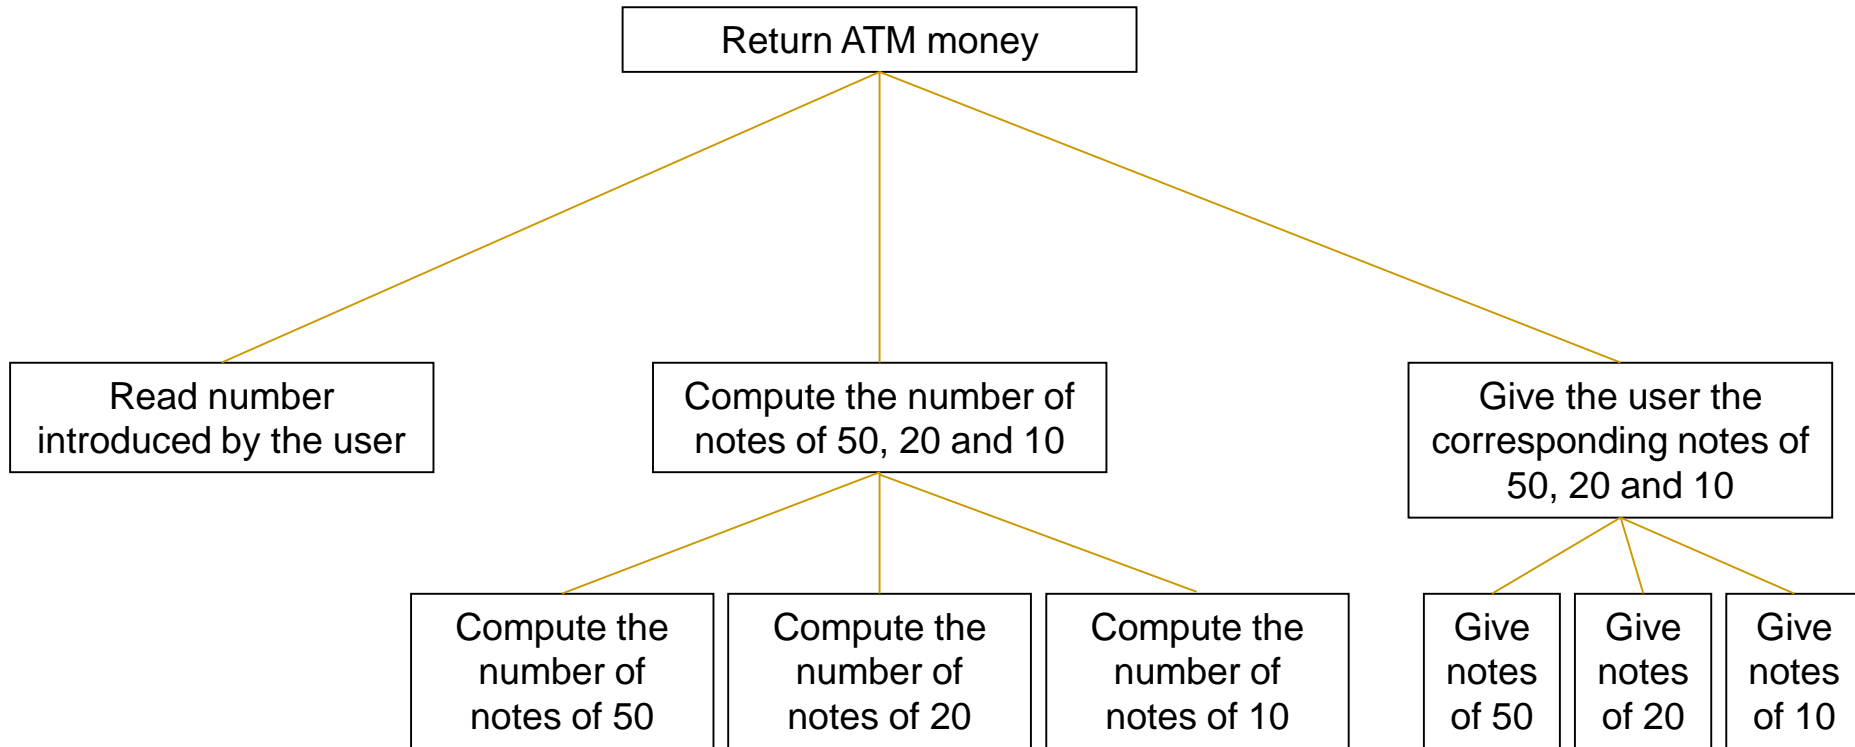 Return ATM money
Read number
introduced by the user
Compute the number of
notes of 50, 20 and 10
Give the user the
corresponding notes of
50, 20 and 10
Compute the
number of
notes of 50
Compute the
number of
notes of 20
Compute the
number of
notes of 10
Give
notes
of 50
Give
notes
of 20
Give
notes
of 10